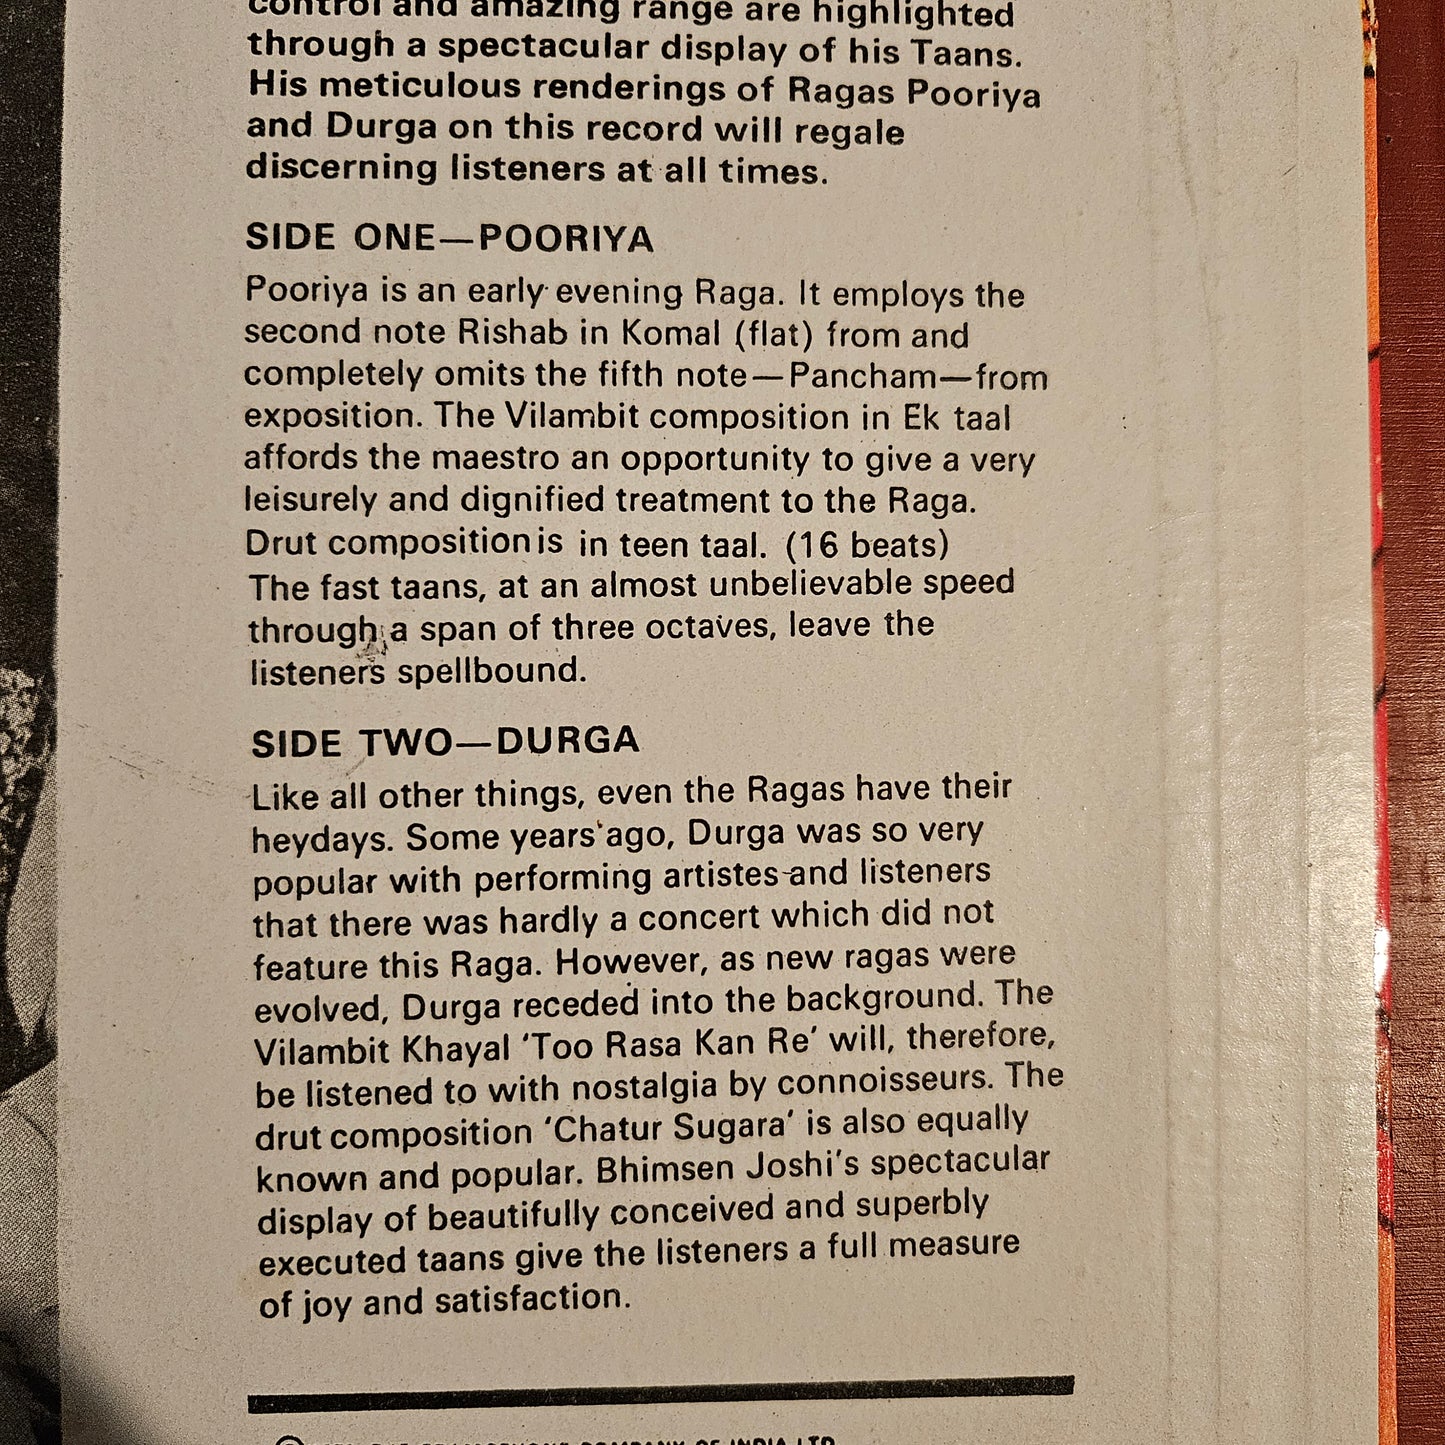 control and amazing range are highlighted
through a spectacular display of his Taans.
His meticulous renderings of Ragas Pooriya
and Durga on this record will regale
discerning listeners at all times.
SIDE ONE—POORIYA
Pooriya is an early evening Raga. It employs the
second note Rishab in Komal (flat) from and
completely omits the fifth note—Pancham—from
exposition. The Vilambit composition in Ek taal
affords the maestro an opportunity to give a very
leisurely and dignified treatment to the Raga.
Drut composition is in teen taal. (16 beats)
The fast taans, at an almost unbelievable speed
through a span of three octaves, leave the
listeners spellbound.
SIDE TWO—DURGA
Like all other things, even the Ragas have their
heydays. Some years ago, Durga was so very
popular with performing artistes and listeners
that there was hardly a concert which did not
feature this Raga. However, as new ragas were
evolved, Durga receded into the background. The
Vilambit Khayal ‘Too Rasa Kan Re’ will, therefore,
be listened to with nostalgia by connoisseurs. The
drut composition ‘Chatur Sugara’ is also equally
known and popular. Bhimsen Joshi's spectacular
display of beautifully conceived and superbly
executed taans give the listeners a full measure
of joy and satisfaction.
COMPANY OF INDIA LTD